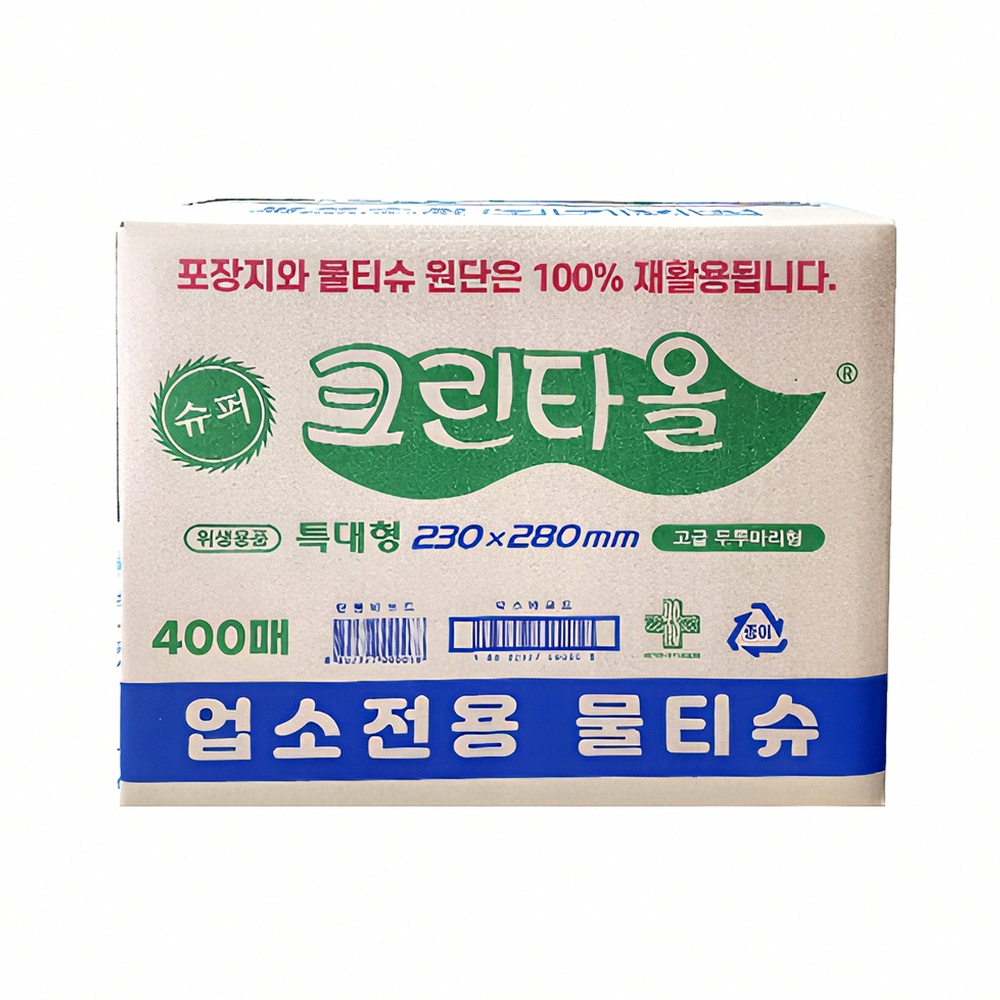 포장지와 물티슈 원단은 100% 재활용됩니다.
슈퍼
크린타올 ®
위생용품 특대형 230×280mm 고급 두루마리형
400매
종이
업소전용 물티슈